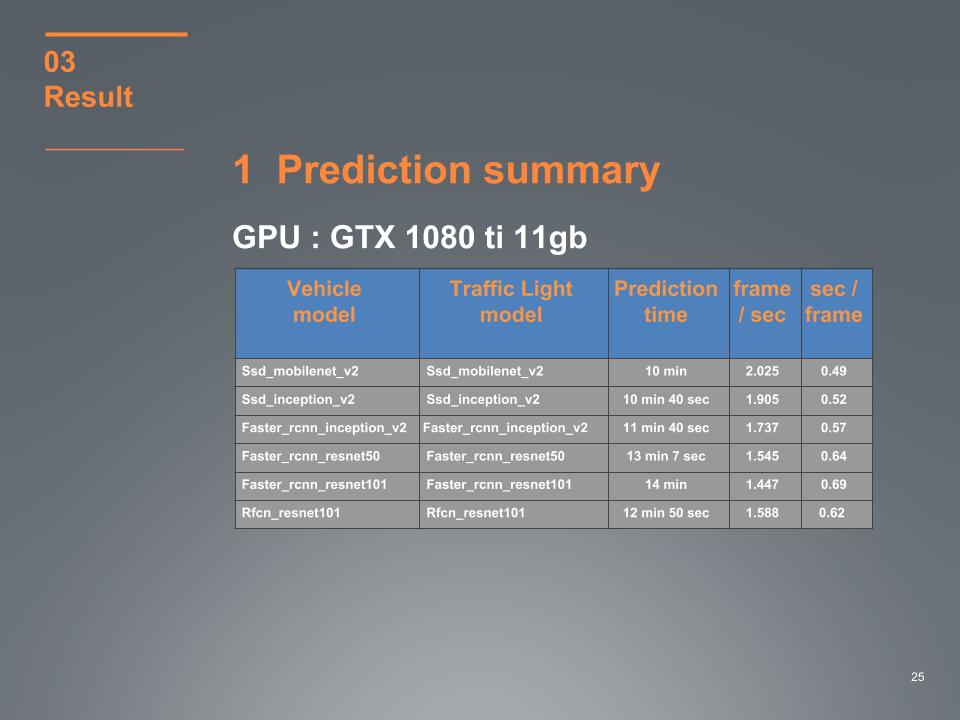 03
Result
1 Prediction summary
GPU : GTX 1080 ti 11gb
Vehicle model Traffic Light model Prediction time frame / sec sec / frame
Ssd_mobilenet_v2 Ssd_mobilenet_v2 10 min 2.025 0.49
Ssd_inception_v2 Ssd_inception_v2 10 min 40 sec 1.905 0.52
Faster_rcnn_inception_v2 Faster_rcnn_inception_v2 11 min 40 sec 1.737 0.57
Faster_rcnn_resnet50 Faster_rcnn_resnet50 13 min 7 sec 1.545 0.64
Faster_rcnn_resnet101 Faster_rcnn_resnet101 14 min 1.447 0.69
Rfcn_resnet101 Rfcn_resnet101 12 min 50 sec 1.588 0.62
25